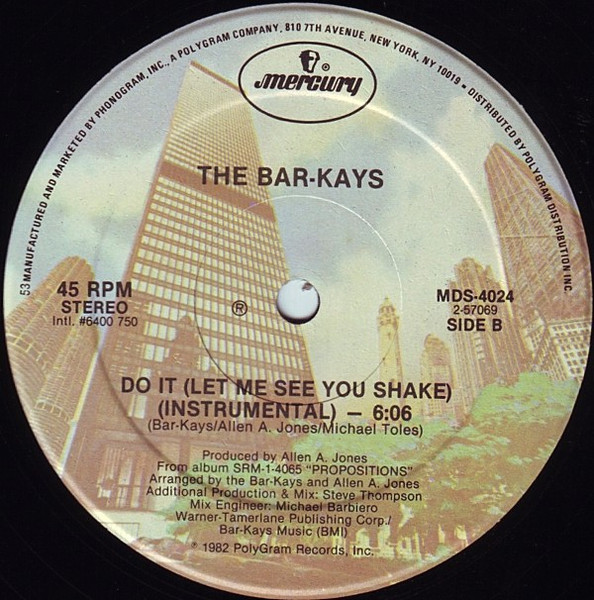 53 MANUFACTURED AND MARKETED BY PHONOGRAM, INC., A POLYGRAM COMPANY, 810 7TH AVENUE, NEW YORK, NY 10019 • DISTRIBUTED BY POLYGRAM DISTRIBUTION INC.
®
mercury
THE BAR-KAYS
45 RPM
STEREO
Intl. #6400 750
®
MDS-4024
2-57069
SIDE B
DO IT (LET ME SEE YOU SHAKE)
(INSTRUMENTAL) — 6:06
(Bar-Kays/Allen A. Jones/Michael Toles)
Produced by Allen A. Jones
From album SRM-1-4065 "PROPOSITIONS"
Arranged by the Bar-Kays and Allen A. Jones
Additional Production & Mix: Steve Thompson
Mix Engineer: Michael Barbiero
Warner-Tamerlane Publishing Corp./
Bar-Kays Music (BMI)
℗ 1982 PolyGram Records, Inc.